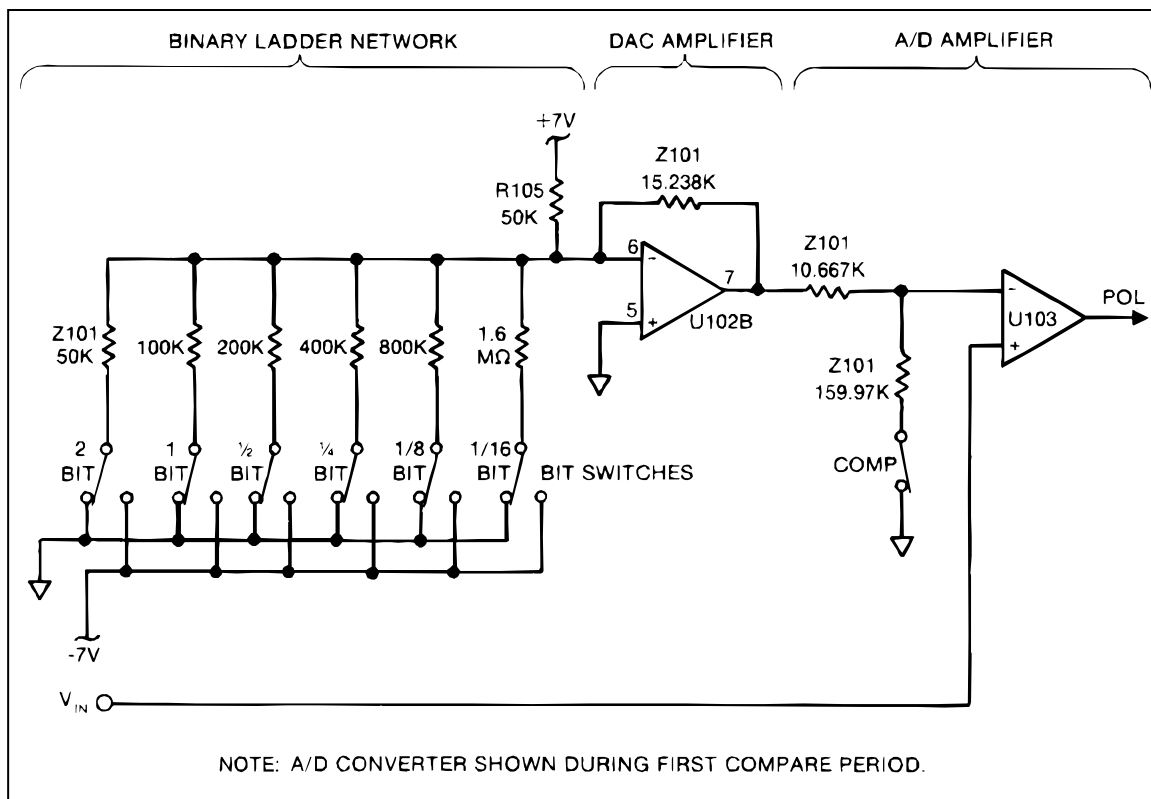 BINARY LADDER NETWORK
DAC AMPLIFIER
A/D AMPLIFIER
+7V
R105
50K
Z101
15.238K
6
-
5
+
7
U102B
Z101
10.667K
-
+
U103
POL
Z101
50K
100K
200K
400K
800K
1.6
MΩ
Z101
159.97K
COMP
2
BIT
1
BIT
½
BIT
¼
BIT
1/8
BIT
1/16
BIT
BIT SWITCHES
-7V
VIN
NOTE: A/D CONVERTER SHOWN DURING FIRST COMPARE PERIOD.